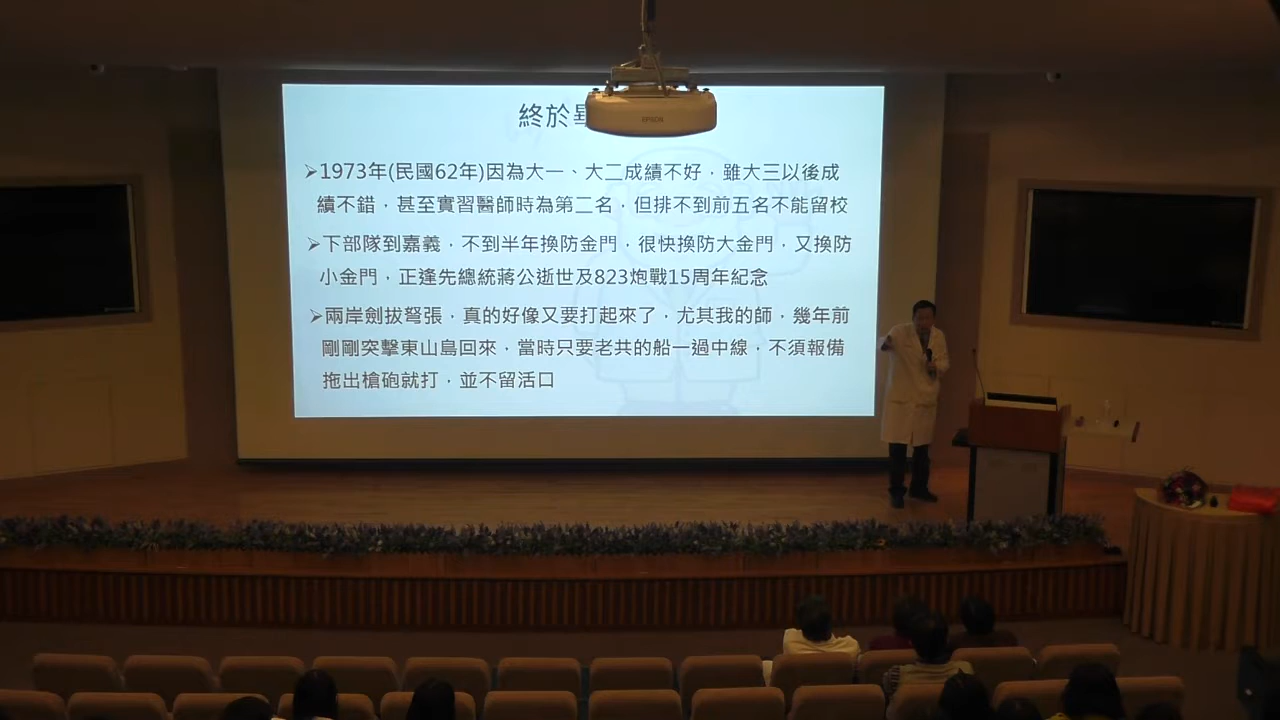 終於
1973年(民國62年)因為大一、大二成績不好，雖大三以後成
績不錯，甚至實習醫師時為第二名，但排不到前五名不能留校
下部隊到嘉義，不到半年換防金門，很快換防大金門，又換防
小金門，正逢先總統蔣公逝世及823炮戰15周年紀念
兩岸劍拔弩張，真的好像又要打起來了，尤其我的師，幾年前
剛剛突擊東山島回來，當時只要老共的船一過中線，不須報備
拖出槍砲就打，並不留活口
EPSON